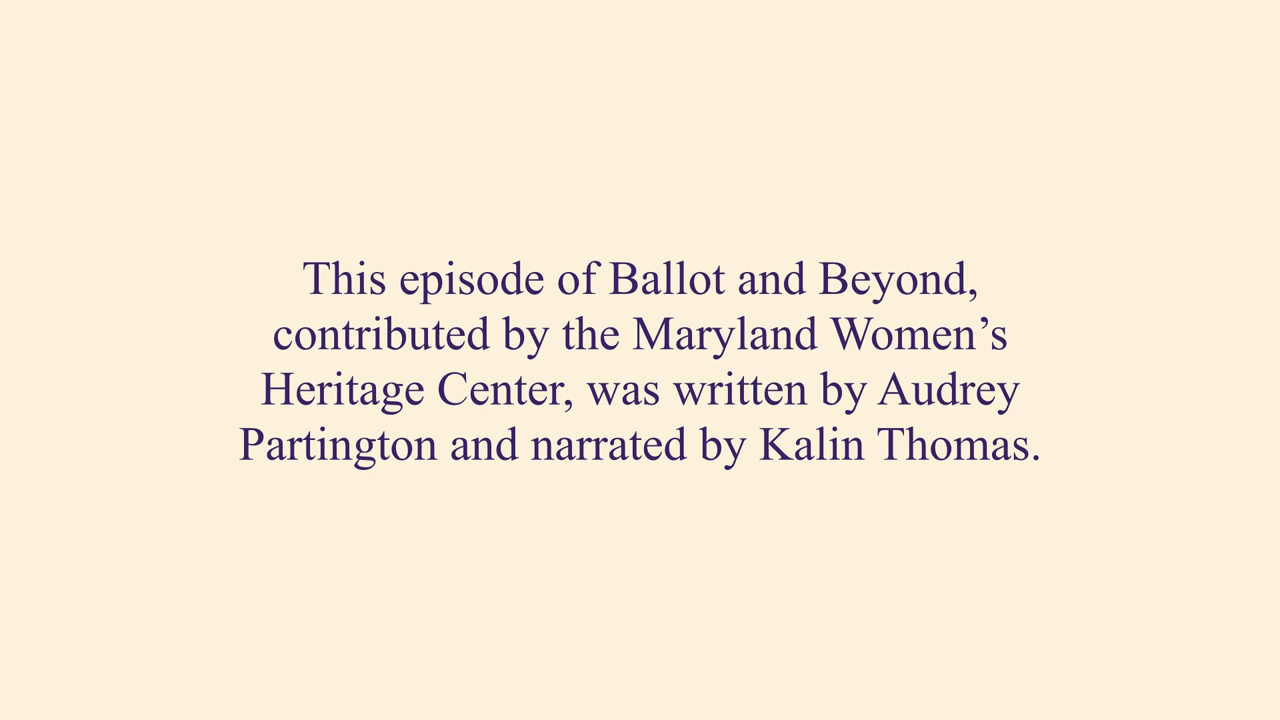 This episode of Ballot and Beyond,
contributed by the Maryland Women’s
Heritage Center, was written by Audrey
Partington and narrated by Kalin Thomas.